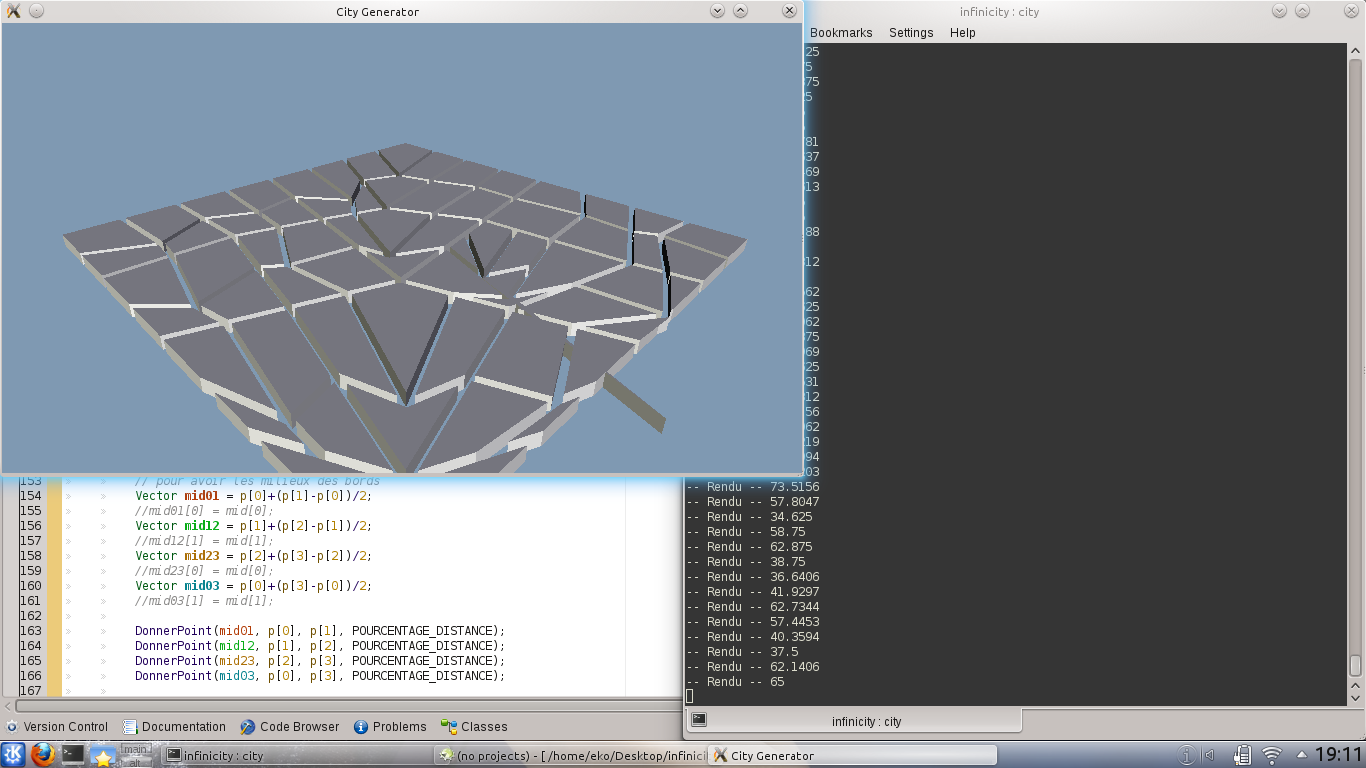 City Generator
infinicity : city
Bookmarks Settings Help
25
5
75
5
81
37
69
13
88
12
62
25
62
75
69
25
31
12
56
62
19
94
203
-- Rendu -- 73.5156
-- Rendu -- 57.8047
-- Rendu -- 34.625
-- Rendu -- 58.75
-- Rendu -- 62.875
-- Rendu -- 38.75
-- Rendu -- 36.6406
-- Rendu -- 41.9297
-- Rendu -- 62.7344
-- Rendu -- 57.4453
-- Rendu -- 40.3594
-- Rendu -- 37.5
-- Rendu -- 62.1406
-- Rendu -- 65
infinicity : city
153 // pour avoir les milieux des bords
154 Vector mid01 = p[0]+(p[1]-p[0])/2;
155 //mid01[0] = mid[0];
156 Vector mid12 = p[1]+(p[2]-p[1])/2;
157 //mid12[1] = mid[1];
158 Vector mid23 = p[2]+(p[3]-p[2])/2;
159 //mid23[0] = mid[0];
160 Vector mid03 = p[0]+(p[3]-p[0])/2;
161 //mid03[1] = mid[1];
162
163 DonnerPoint(mid01, p[0], p[1], POURCENTAGE_DISTANCE);
164 DonnerPoint(mid12, p[1], p[2], POURCENTAGE_DISTANCE);
165 DonnerPoint(mid23, p[2], p[3], POURCENTAGE_DISTANCE);
166 DonnerPoint(mid03, p[0], p[3], POURCENTAGE_DISTANCE);
167
Version Control Documentation Code Browser Problems Classes
main
alt
infinicity : city
(no projects) - [ /home/eko/Desktop/infinici
City Generator
19:11